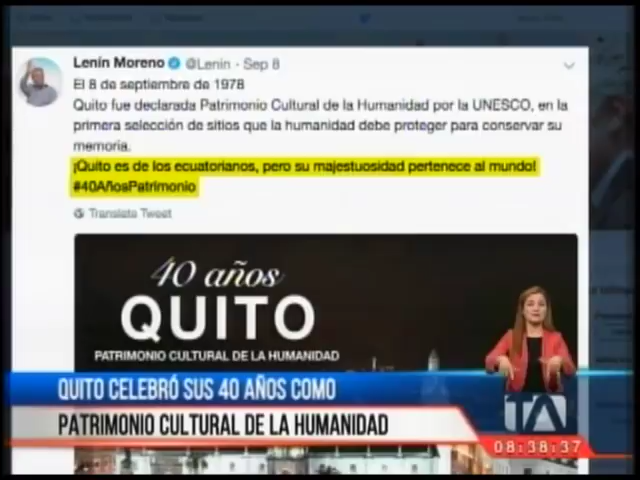 Lenín Moreno @Lenin · Sep 8
El 8 de septiembre de 1978
Quito fue declarada Patrimonio Cultural de la Humanidad por la UNESCO, en la
primera selección de sitios que la humanidad debe proteger para conservar su
memoria.
¡Quito es de los ecuatorianos, pero su majestuosidad pertenece al mundo!
#40AñosPatrimonio
Translate Tweet
40 años
QUITO
PATRIMONIO CULTURAL DE LA HUMANIDAD
QUITO CELEBRÓ SUS 40 AÑOS COMO
PATRIMONIO CULTURAL DE LA HUMANIDAD
TA
08:38:37